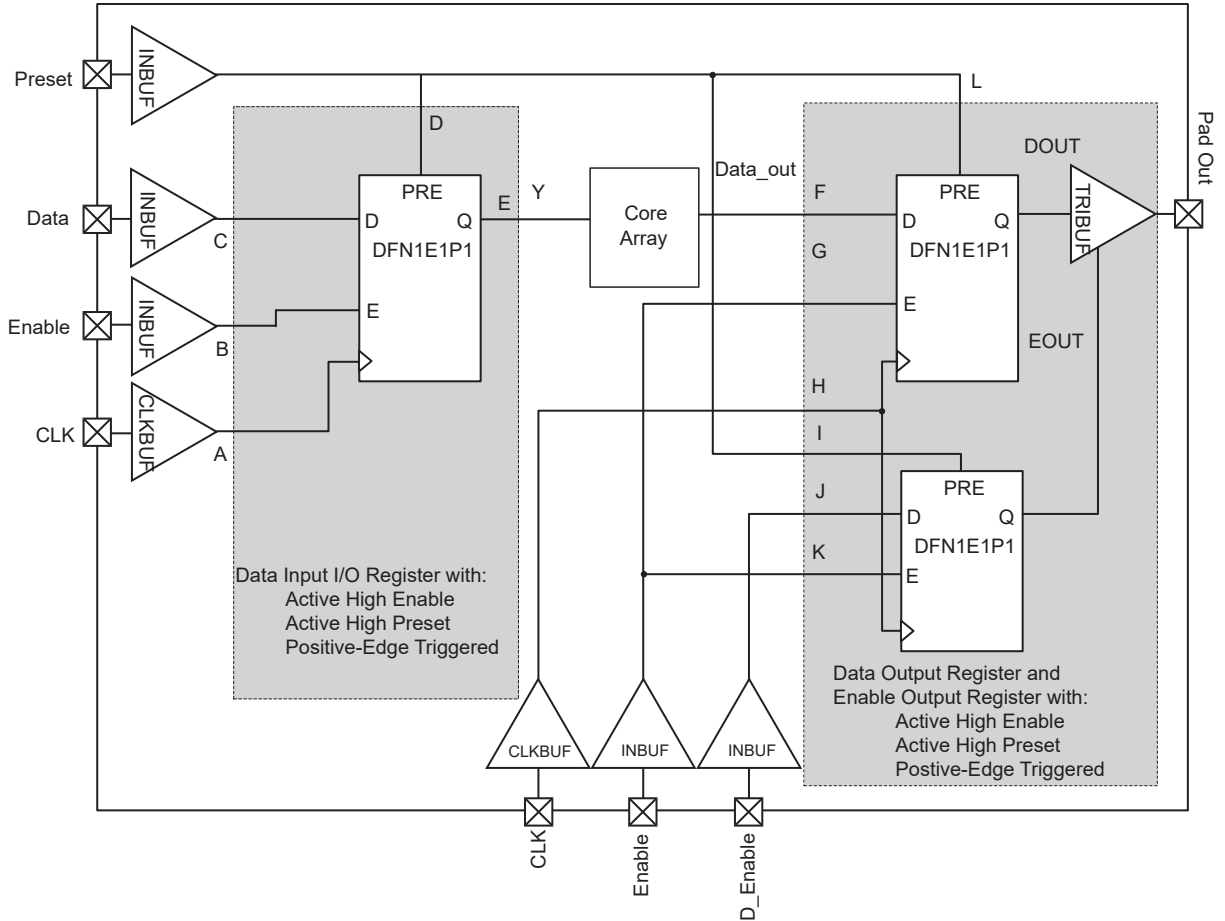 Preset
INBUF
L
D
Pad Out
DOUT
TRIBUF
Data
INBUF
C
PRE
D
Q
DFN1E1P1
E
E
Y
Core
Array
Data_out
F
G
PRE
D
Q
DFN1E1P1
E
EOUT
Enable
INBUF
B
CLK
CLKBUF
A
H
I
J
K
PRE
D
Q
DFN1E1P1
E
Data Input I/O Register with:
Active High Enable
Active High Preset
Positive-Edge Triggered
Data Output Register and
Enable Output Register with:
Active High Enable
Active High Preset
Postive-Edge Triggered
CLKBUF
INBUF
INBUF
CLK
Enable
D_Enable